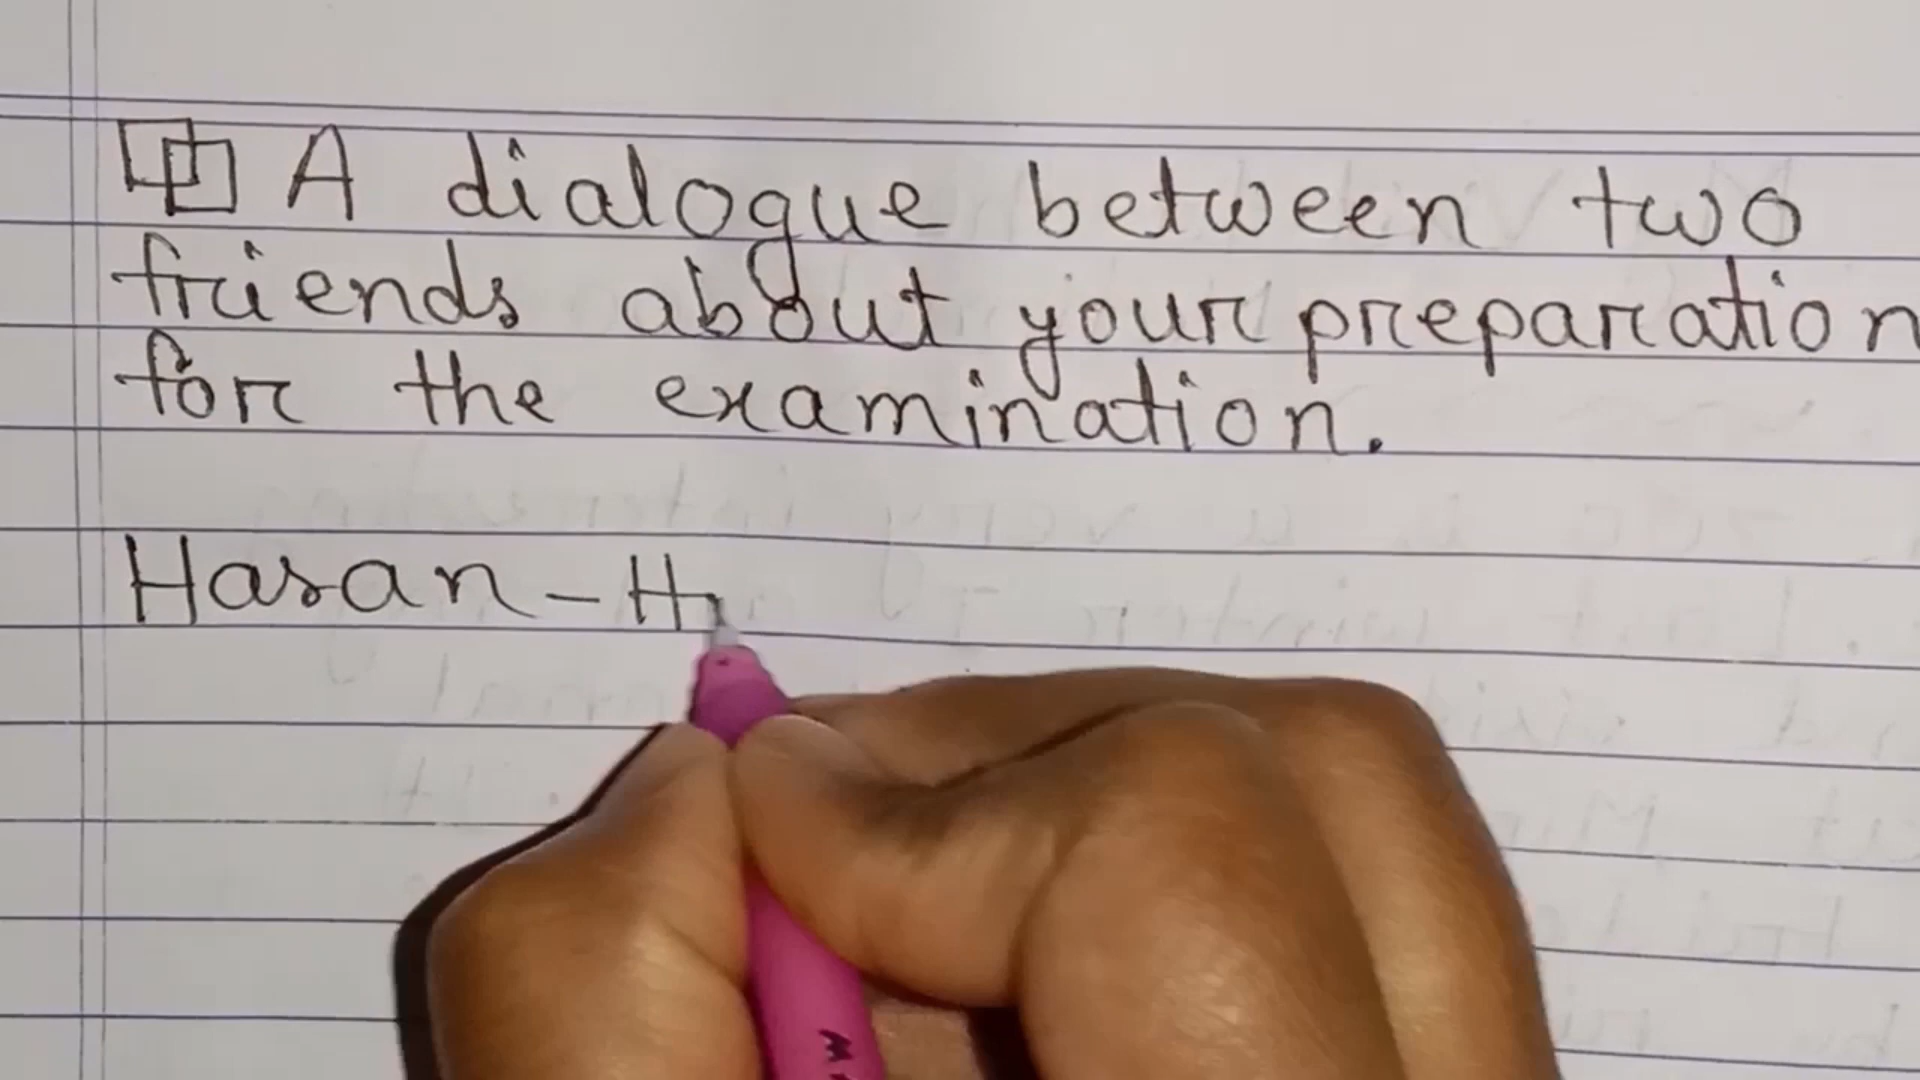 A dialogue between two
friends about your preparation
for the examination.
Hasan - H